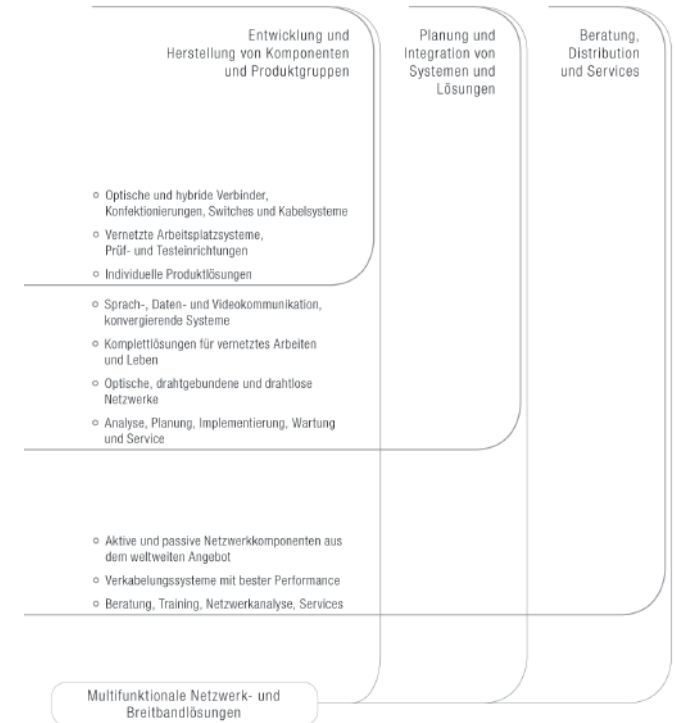 Entwicklung und
Herstellung von Komponenten
und Produktgruppen
Planung und
Integration von
Systemen und
Lösungen
Beratung,
Distribution
und Services
Optische und hybride Verbinder,
Konfektionierungen, Switches und Kabelsysteme
Vernetzte Arbeitsplatzsysteme,
Prüf- und Testeinrichtungen
Individuelle Produktlösungen
Sprach-, Daten- und Videokommunikation,
konvergierende Systeme
Komplettlösungen für vernetztes Arbeiten
und Leben
Optische, drahtgebundene und drahtlose
Netzwerke
Analyse, Planung, Implementierung, Wartung
und Service
Aktive und passive Netzwerkkomponenten aus
dem weltweiten Angebot
Verkabelungssysteme mit bester Performance
Beratung, Training, Netzwerkanalyse, Services
Multifunktionale Netzwerk- und
Breitbandlösungen